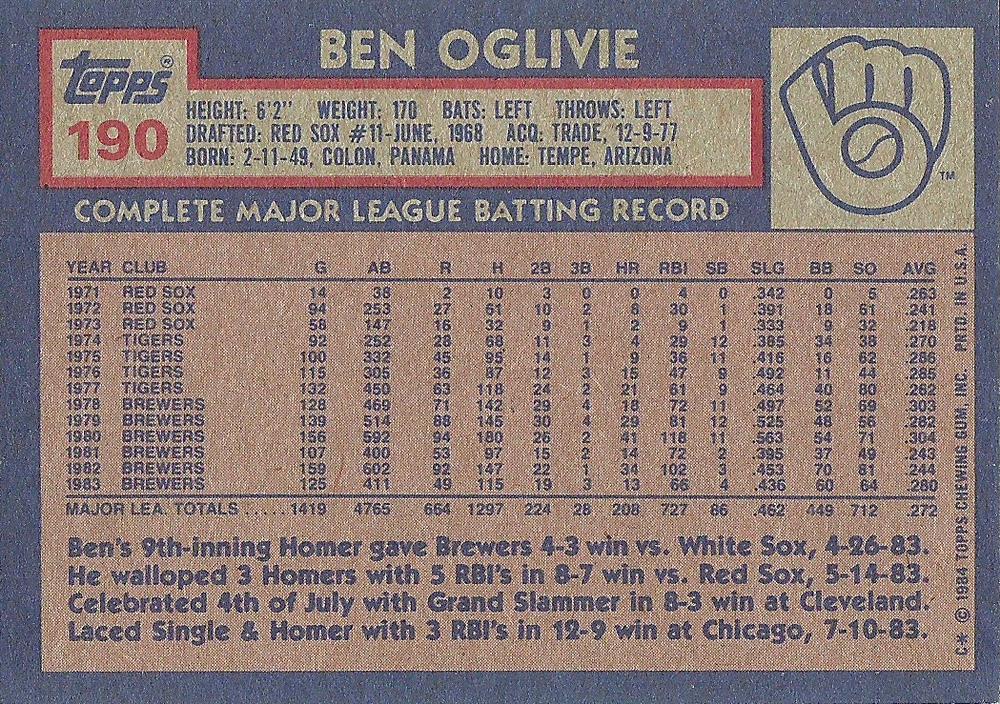 BEN OGLIVIE
Topps®
190
HEIGHT: 6'2" WEIGHT: 170 BATS: LEFT THROWS: LEFT
DRAFTED: RED SOX #11-JUNE, 1968 ACQ: TRADE, 12-9-77
BORN: 2-11-49, COLON, PANAMA HOME: TEMPE, ARIZONA
TM
COMPLETE MAJOR LEAGUE BATTING RECORD
YEAR CLUB G AB R H 2B 3B HR RBI SB SLG BB SO AVG
1971 RED SOX 14 38 2 10 3 0 0 4 0 .342 0 5 .263
1972 RED SOX 94 253 27 61 10 2 8 30 1 .391 18 61 .241
1973 RED SOX 58 147 16 32 9 1 2 9 1 .333 9 32 .218
1974 TIGERS 92 252 28 68 11 3 4 29 12 .385 34 38 .270
1975 TIGERS 100 332 45 95 14 1 9 36 11 .416 16 62 .286
1976 TIGERS 115 305 36 87 12 3 15 47 9 .492 11 44 .285
1977 TIGERS 132 450 63 118 24 2 21 61 9 .464 40 80 .262
1978 BREWERS 128 469 71 142 29 4 18 72 11 .497 52 69 .303
1979 BREWERS 139 514 88 145 30 4 29 81 12 .525 48 56 .282
1980 BREWERS 156 592 94 180 26 2 41 118 11 .563 54 71 .304
1981 BREWERS 107 400 53 97 15 2 14 72 2 .395 37 49 .243
1982 BREWERS 159 602 92 147 22 1 34 102 3 .453 70 81 .244
1983 BREWERS 125 411 49 115 19 3 13 66 4 .436 60 64 .280
MAJOR LEA. TOTALS ..... 1419 4765 664 1297 224 28 208 727 86 .462 449 712 .272
Ben's 9th-inning Homer gave Brewers 4-3 win vs. White Sox, 4-26-83.
He walloped 3 Homers with 5 RBI's in 8-7 win vs. Red Sox, 5-14-83.
Celebrated 4th of July with Grand Slammer in 8-3 win at Cleveland.
Laced Single & Homer with 3 RBI's in 12-9 win at Chicago, 7-10-83.
C* © 1984 TOPPS CHEWING GUM, INC. PRTD. IN U.S.A.